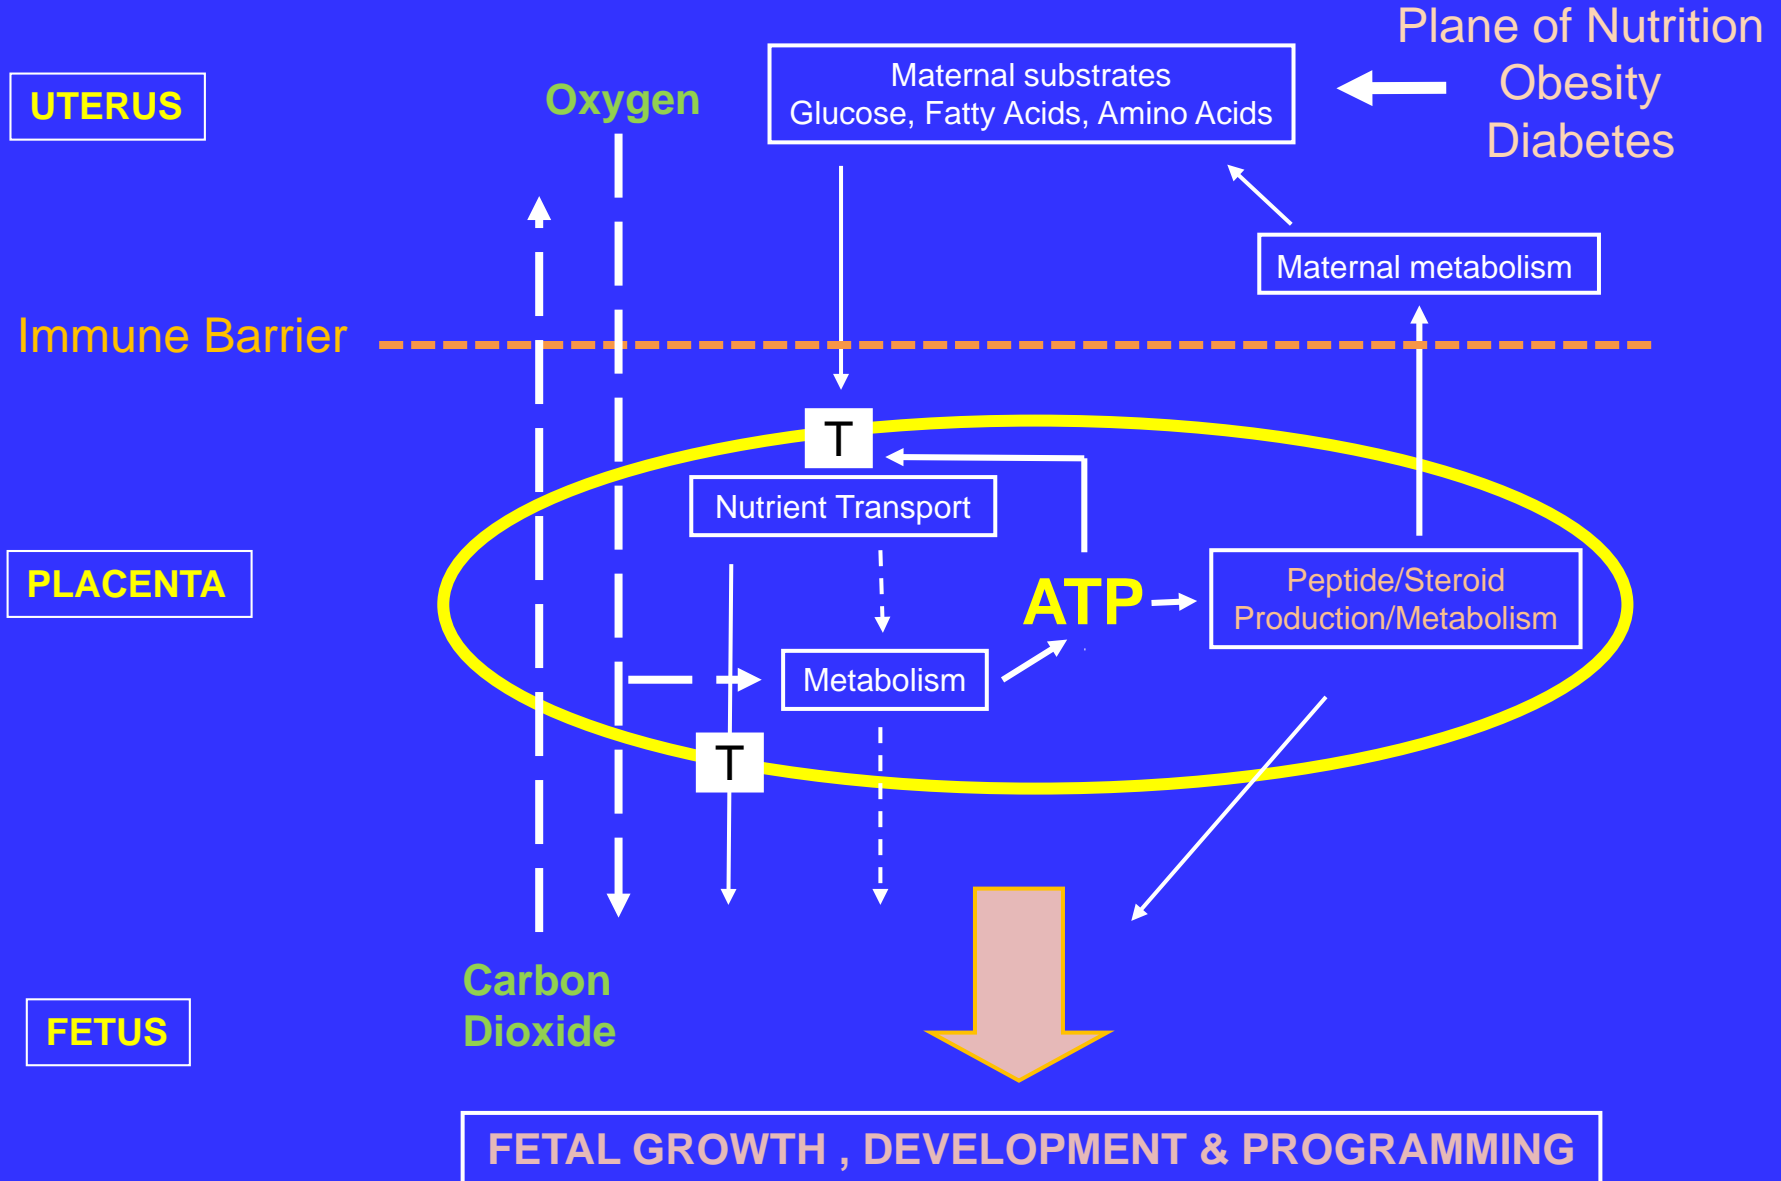 Plane of Nutrition
Obesity
Diabetes
UTERUS
Oxygen
Maternal substrates
Glucose, Fatty Acids, Amino Acids
Maternal metabolism
Immune Barrier
T
Nutrient Transport
PLACENTA
ATP
Peptide/Steroid
Production/Metabolism
Metabolism
T
Carbon
Dioxide
FETUS
FETAL GROWTH , DEVELOPMENT & PROGRAMMING